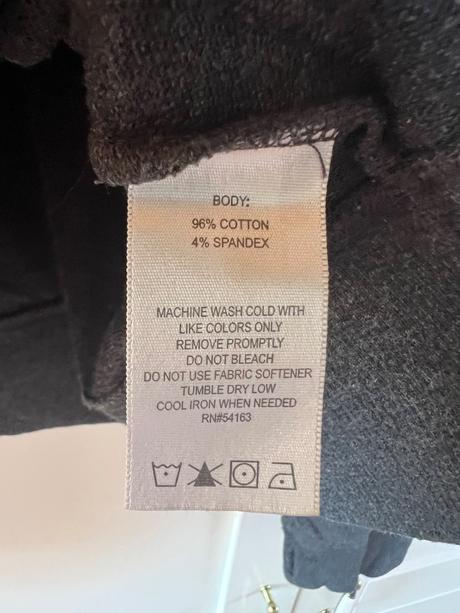 BODY:
96% COTTON
4% SPANDEX
MACHINE WASH COLD WITH
LIKE COLORS ONLY
REMOVE PROMPTLY
DO NOT BLEACH
DO NOT USE FABRIC SOFTENER
TUMBLE DRY LOW
COOL IRON WHEN NEEDED
RN#54163